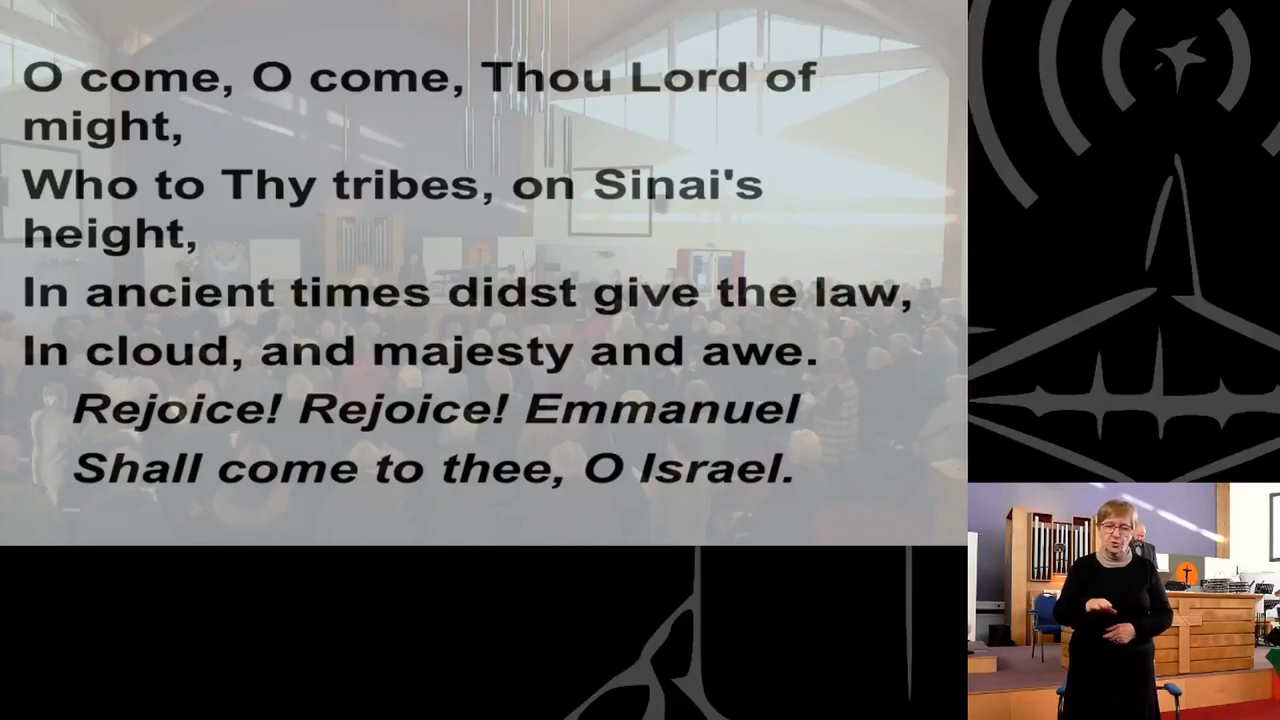 O come, O come, Thou Lord of
might,
Who to Thy tribes, on Sinai's
height,
In ancient times didst give the law,
In cloud, and majesty and awe.
Rejoice! Rejoice! Emmanuel
Shall come to thee, O Israel.